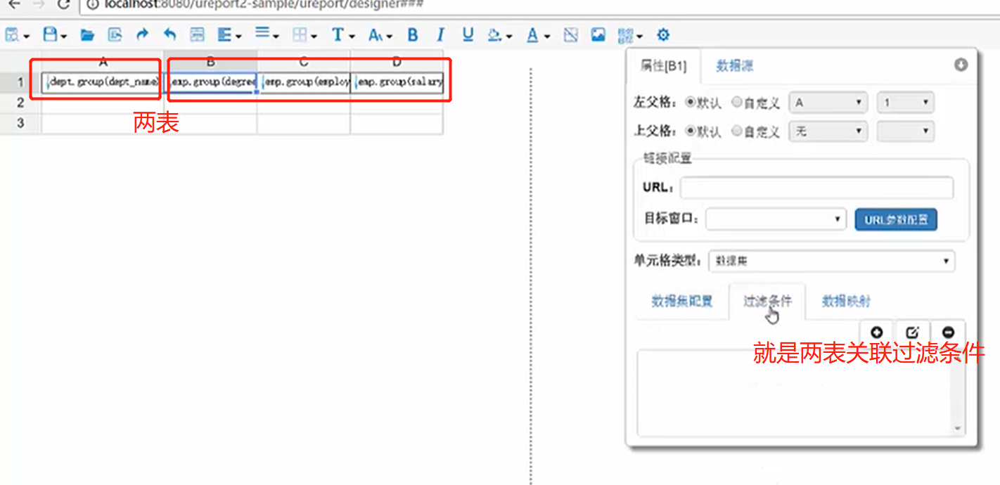 localhost:8080/ureport2-sample/ureport/designer###
A B C D
1 dept.group(dept_name) emp.group(degree emp.group(employ emp.group(salary
2
3
两表
属性[B1] 数据源
左父格： 默认 自定义 A 1
上父格： 默认 自定义 无
链接配置
URL：
目标窗口： URL参数配置
单元格类型： 数据集
数据集配置 过滤条件 数据映射
就是两表关联过滤条件